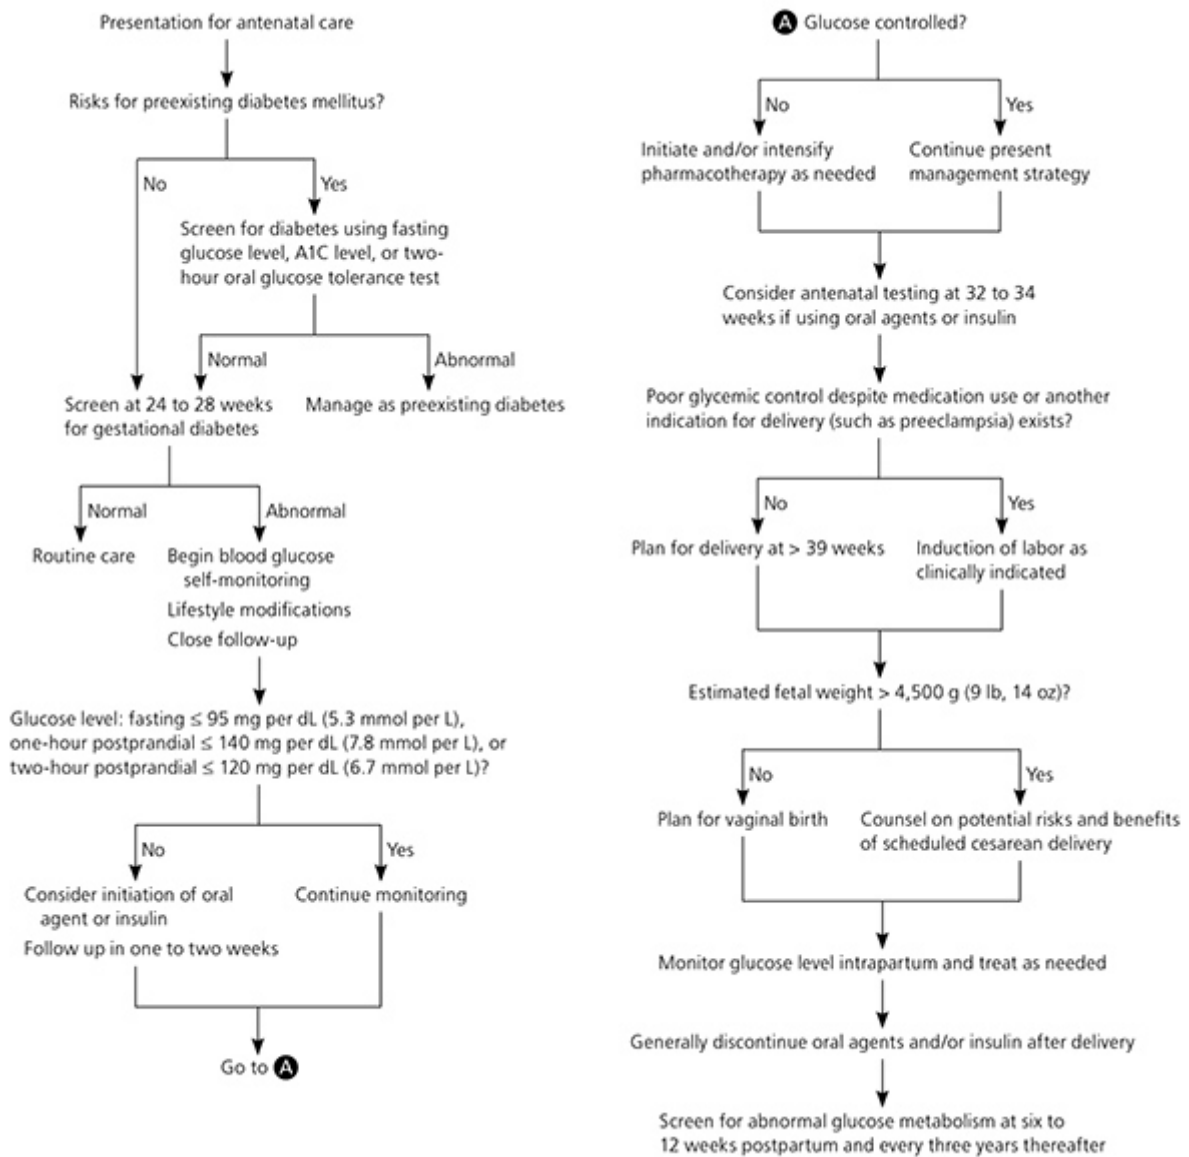 Presentation for antenatal care
Risks for preexisting diabetes mellitus?
No
Yes
Screen for diabetes using fasting
glucose level, A1C level, or two-
hour oral glucose tolerance test
Normal
Abnormal
Screen at 24 to 28 weeks
for gestational diabetes
Manage as preexisting diabetes
Normal
Abnormal
Routine care
Begin blood glucose
self-monitoring
Lifestyle modifications
Close follow-up
Glucose level: fasting ≤ 95 mg per dL (5.3 mmol per L),
one-hour postprandial ≤ 140 mg per dL (7.8 mmol per L), or
two-hour postprandial ≤ 120 mg per dL (6.7 mmol per L)?
No
Yes
Consider initiation of oral
agent or insulin
Follow up in one to two weeks
Continue monitoring
Go to A
A Glucose controlled?
No
Yes
Initiate and/or intensify
pharmacotherapy as needed
Continue present
management strategy
Consider antenatal testing at 32 to 34
weeks if using oral agents or insulin
Poor glycemic control despite medication use or another
indication for delivery (such as preeclampsia) exists?
No
Yes
Plan for delivery at > 39 weeks
Induction of labor as
clinically indicated
Estimated fetal weight > 4,500 g (9 lb, 14 oz)?
No
Yes
Plan for vaginal birth
Counsel on potential risks and benefits
of scheduled cesarean delivery
Monitor glucose level intrapartum and treat as needed
Generally discontinue oral agents and/or insulin after delivery
Screen for abnormal glucose metabolism at six to
12 weeks postpartum and every three years thereafter